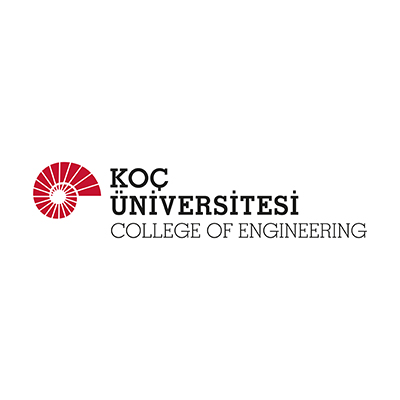 KOÇ
ÜNİVERSİTESİ
COLLEGE OF ENGINEERING